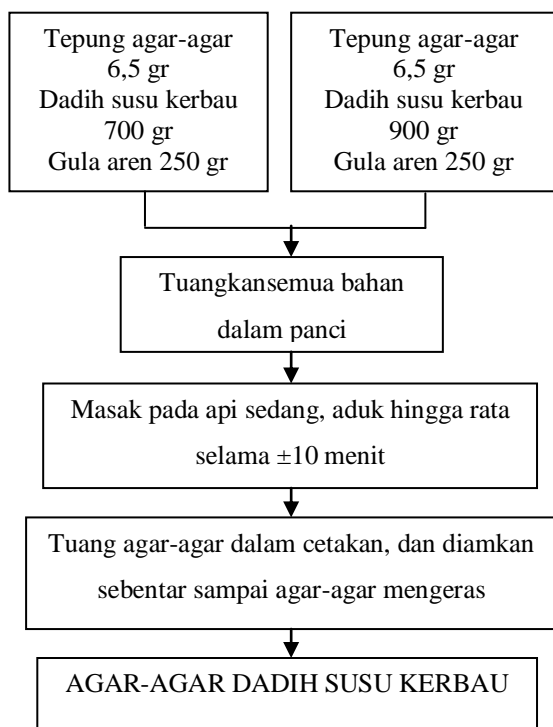 Tepung agar-agar
6,5 gr
Dadih susu kerbau
700 gr
Gula aren 250 gr
Tepung agar-agar
6,5 gr
Dadih susu kerbau
900 gr
Gula aren 250 gr
Tuangkansemua bahan
dalam panci
Masak pada api sedang, aduk hingga rata
selama ±10 menit
Tuang agar-agar dalam cetakan, dan diamkan
sebentar sampai agar-agar mengeras
AGAR-AGAR DADIH SUSU KERBAU